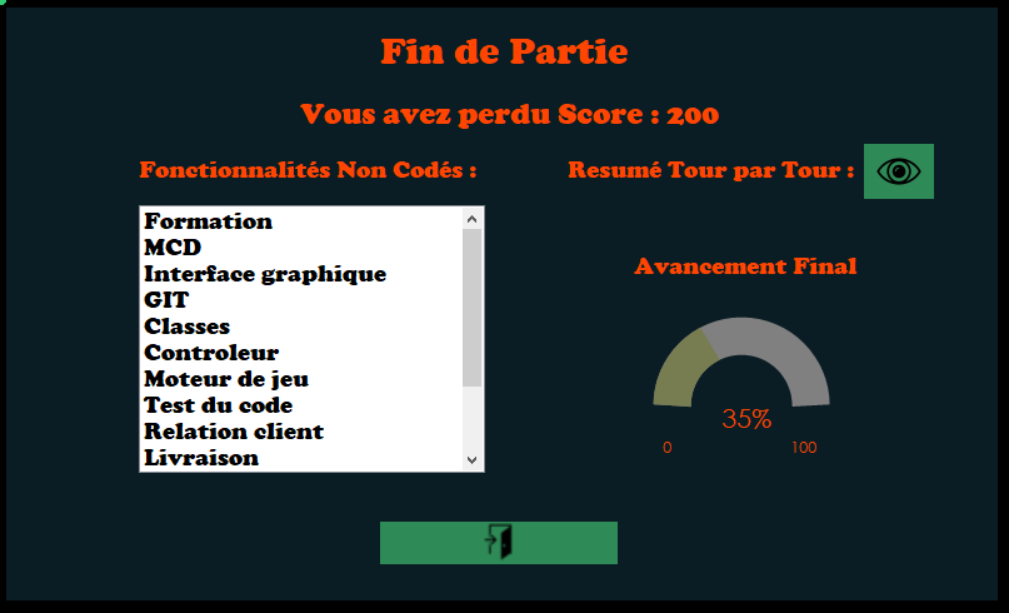 Fin de Partie
Vous avez perdu Score : 200
Fonctionnalités Non Codés :
Resumé Tour par Tour :
Formation
MCD
Interface graphique
GIT
Classes
Controleur
Moteur de jeu
Test du code
Relation client
Livraison
Avancement Final
35%
0
100